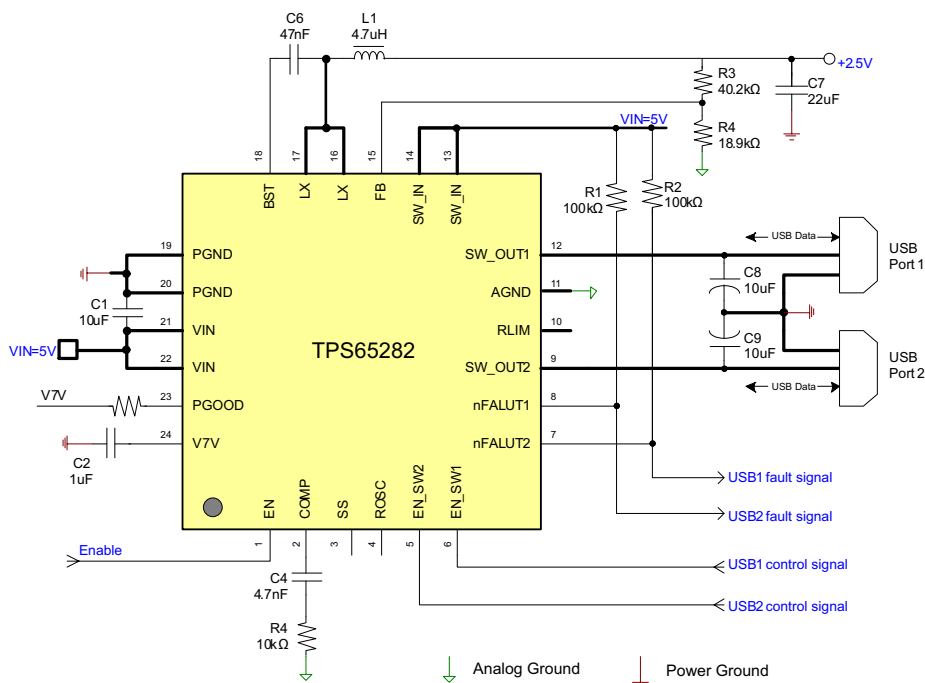 C6
47nF
L1
4.7uH
+2.5V
R3
40.2kΩ
C7
22uF
R4
18.9kΩ
VIN=5V
R1
100kΩ
R2
100kΩ
18
17
16
15
14
13
BST
LX
LX
FB
SW_IN
SW_IN
19
PGND
SW_OUT1
12
USB Data
USB
Port 1
20
PGND
AGND
11
C8
10uF
C1
10uF
21
VIN
RLIM
10
VIN=5V
TPS65282
22
VIN
SW_OUT2
9
C9
10uF
USB
Port 2
USB Data
V7V
23
PGOOD
nFALUT1
8
24
V7V
nFALUT2
7
C2
1uF
USB1 fault signal
USB2 fault signal
EN
COMP
SS
ROSC
EN_SW2
EN_SW1
1
2
3
4
5
6
Enable
USB1 control signal
C4
4.7nF
USB2 control signal
R4
10kΩ
Analog Ground
Power Ground